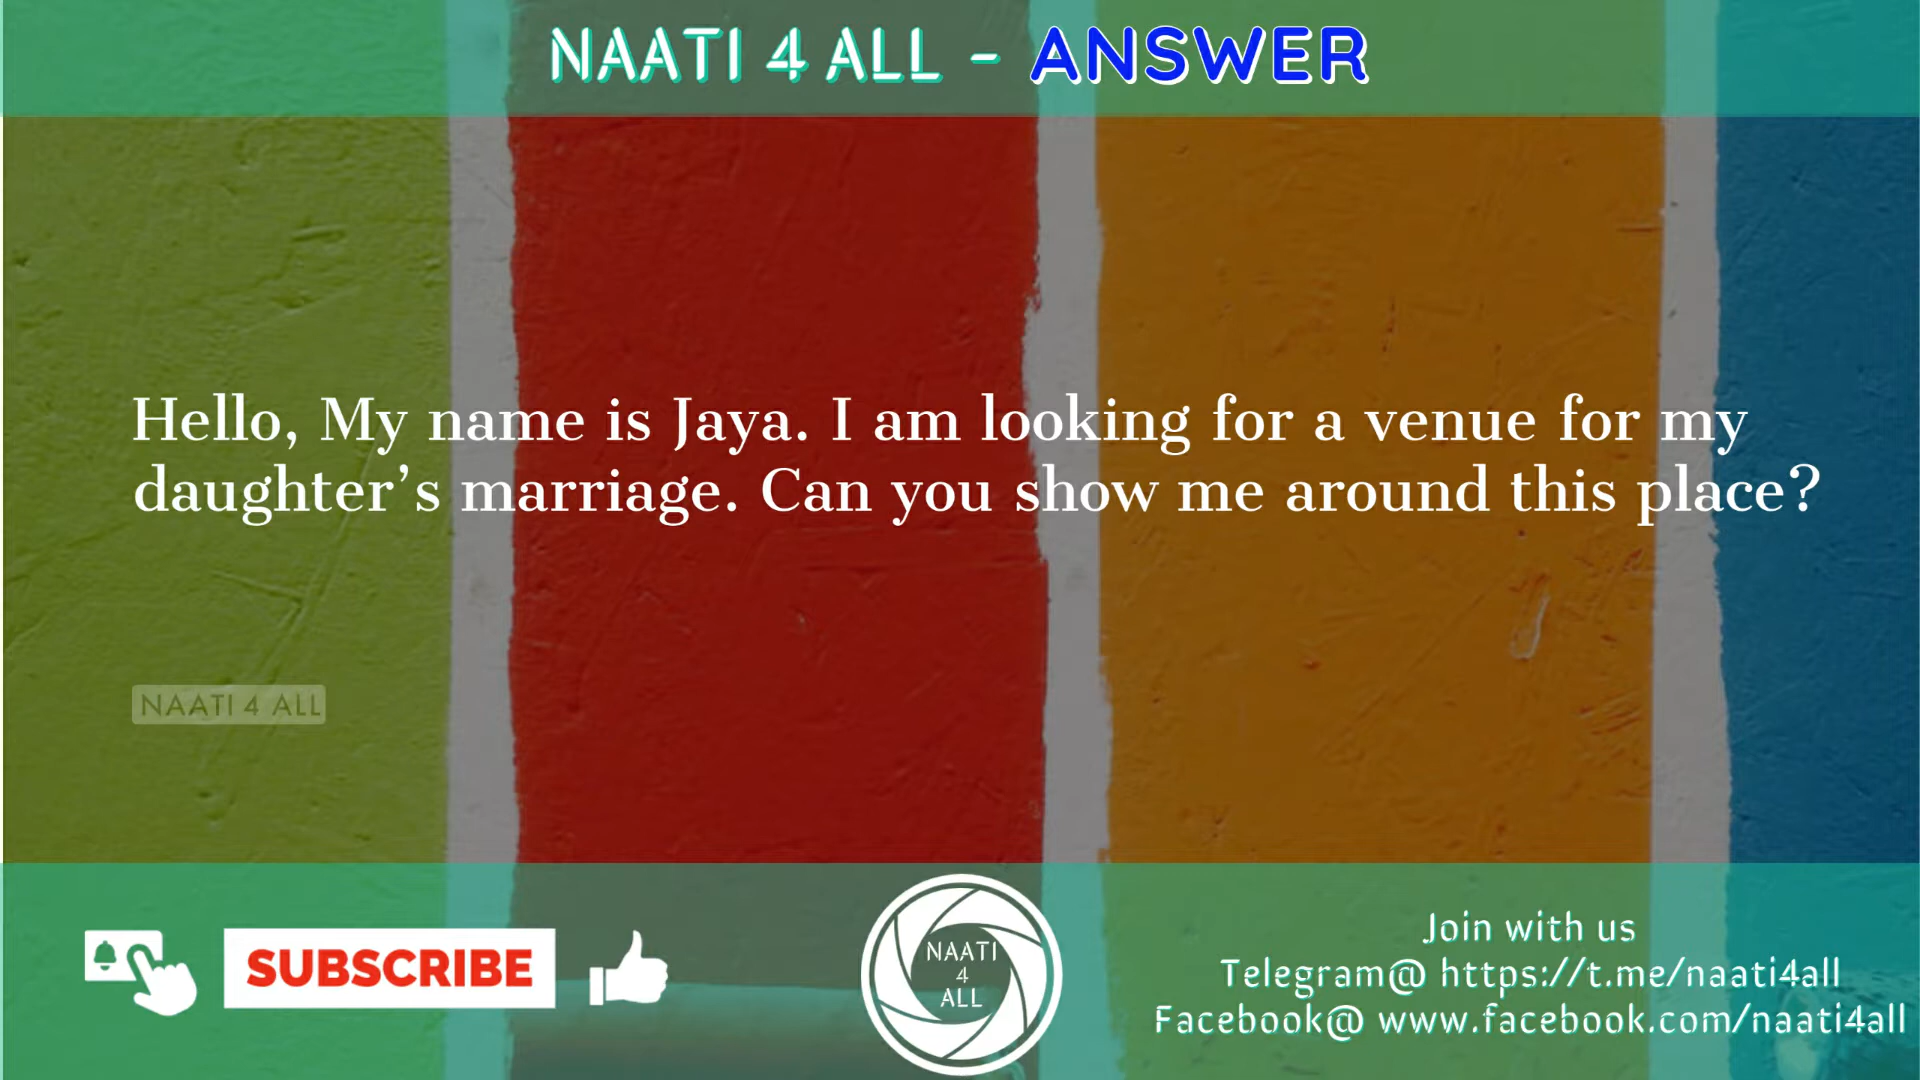 NAATI 4 ALL - ANSWER
Hello, My name is Jaya. I am looking for a venue for my
daughter’s marriage. Can you show me around this place?
NAATI 4 ALL
SUBSCRIBE
NAATI
4
ALL
Join with us
Telegram@ https://t.me/naati4all
Facebook@ www.facebook.com/naati4all